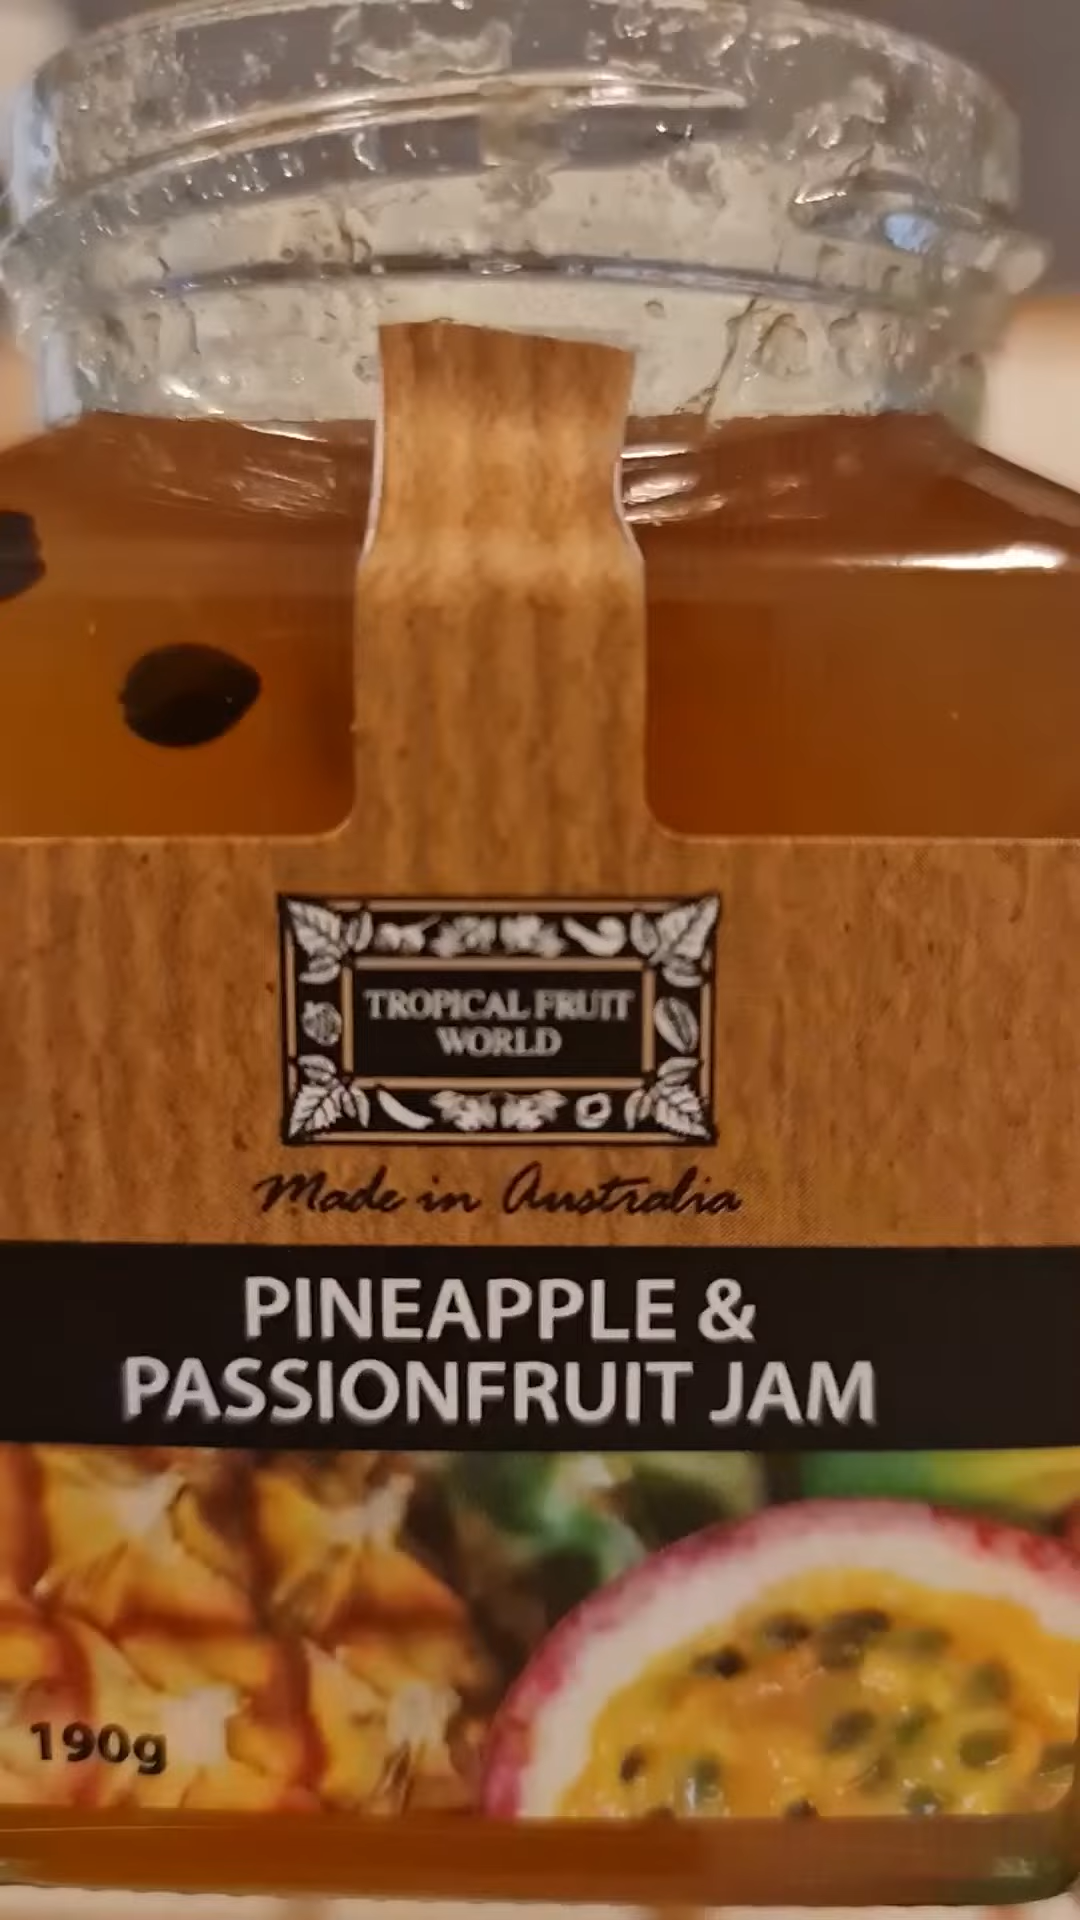 TROPICAL FRUIT
WORLD
Made in Australia
PINEAPPLE &
PASSIONFRUIT JAM
190g